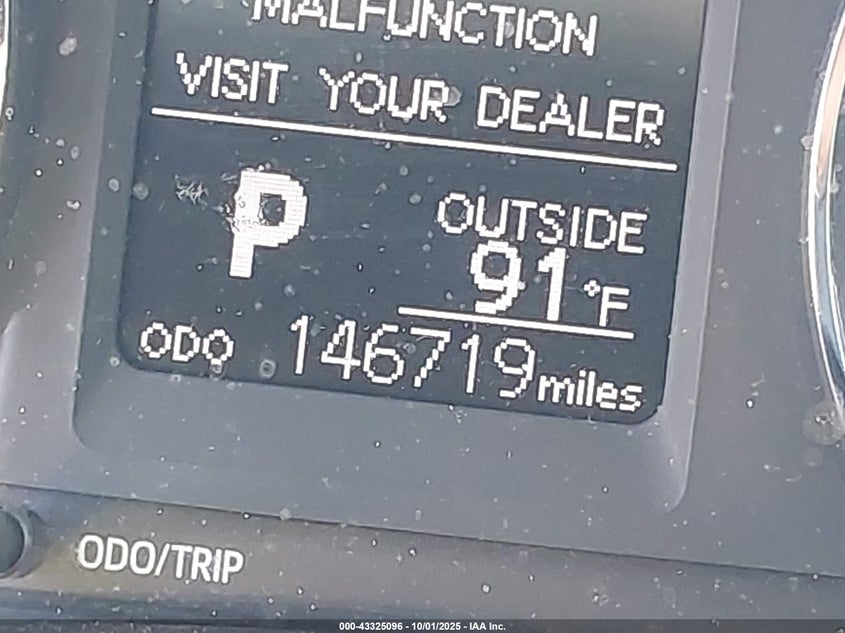 MALFUNCTION
VISIT YOUR DEALER
P
OUTSIDE
91°F
ODO 146719 miles
ODO/TRIP
000-43325096 - 10/01/2025 - IAA Inc.